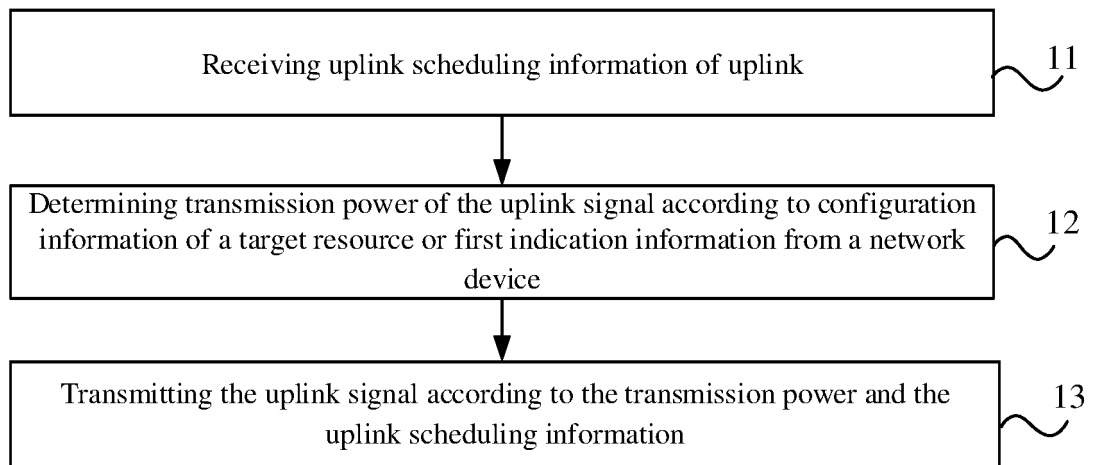 Receiving uplink scheduling information of uplink
11
Determining transmission power of the uplink signal according to configuration
information of a target resource or first indication information from a network
device
12
Transmitting the uplink signal according to the transmission power and the
uplink scheduling information
13